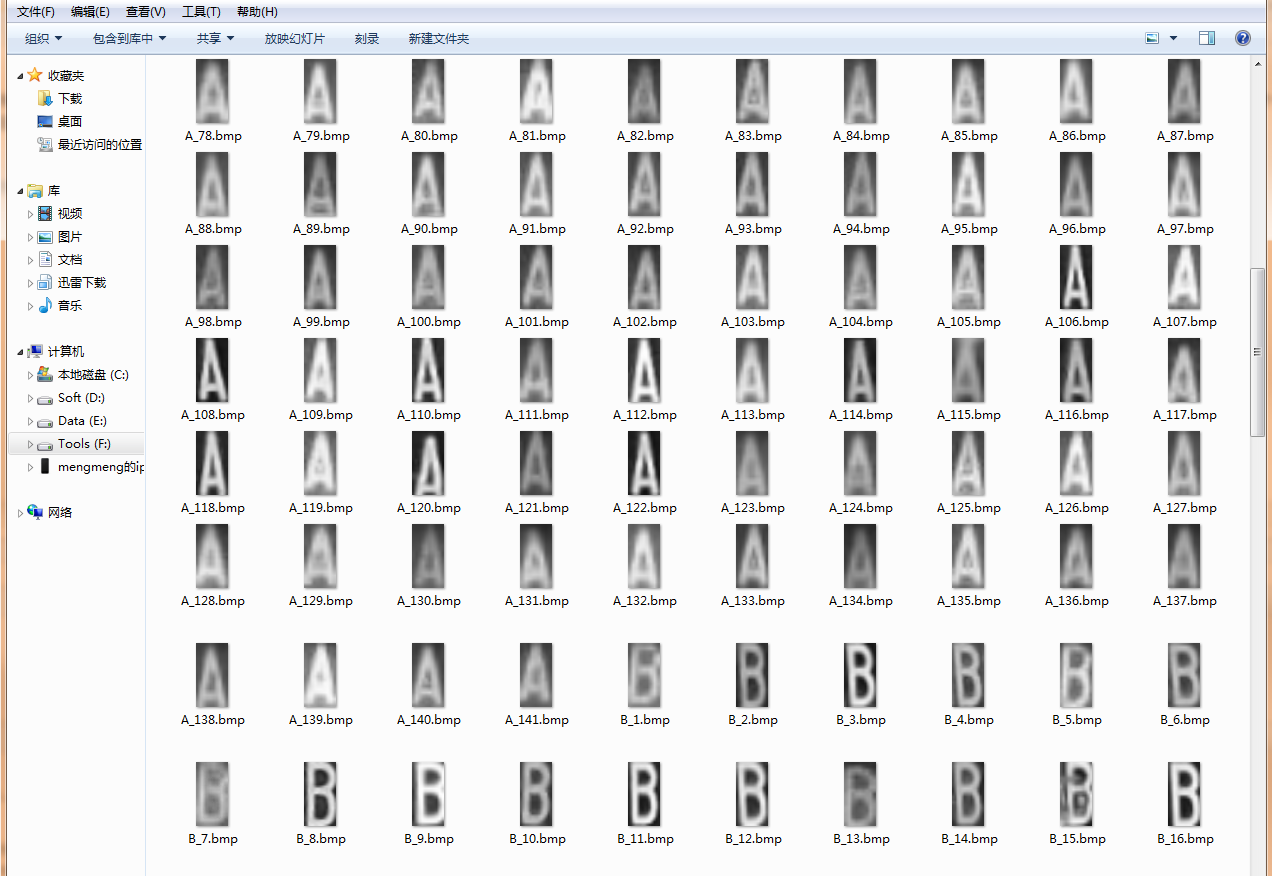 文件(F) 编辑(E) 查看(V) 工具(T) 帮助(H)
组织 包含到库中 共享 放映幻灯片 刻录 新建文件夹
收藏夹
下载
桌面
最近访问的位置
库
视频
图片
文档
迅雷下载
音乐
计算机
本地磁盘 (C:)
Soft (D:)
Data (E:)
Tools (F:)
mengmeng的ip
网络
A A A A A A A A A A
A_78.bmp A_79.bmp A_80.bmp A_81.bmp A_82.bmp A_83.bmp A_84.bmp A_85.bmp A_86.bmp A_87.bmp
A A A A A A A A A A
A_88.bmp A_89.bmp A_90.bmp A_91.bmp A_92.bmp A_93.bmp A_94.bmp A_95.bmp A_96.bmp A_97.bmp
A A A A A A A A A A
A_98.bmp A_99.bmp A_100.bmp A_101.bmp A_102.bmp A_103.bmp A_104.bmp A_105.bmp A_106.bmp A_107.bmp
A A A A A A A A A A
A_108.bmp A_109.bmp A_110.bmp A_111.bmp A_112.bmp A_113.bmp A_114.bmp A_115.bmp A_116.bmp A_117.bmp
A A A A A A A A A A
A_118.bmp A_119.bmp A_120.bmp A_121.bmp A_122.bmp A_123.bmp A_124.bmp A_125.bmp A_126.bmp A_127.bmp
A A A A A A A A A A
A_128.bmp A_129.bmp A_130.bmp A_131.bmp A_132.bmp A_133.bmp A_134.bmp A_135.bmp A_136.bmp A_137.bmp
A A A A B B B B B B
A_138.bmp A_139.bmp A_140.bmp A_141.bmp B_1.bmp B_2.bmp B_3.bmp B_4.bmp B_5.bmp B_6.bmp
B B B B B B B B B B
B_7.bmp B_8.bmp B_9.bmp B_10.bmp B_11.bmp B_12.bmp B_13.bmp B_14.bmp B_15.bmp B_16.bmp